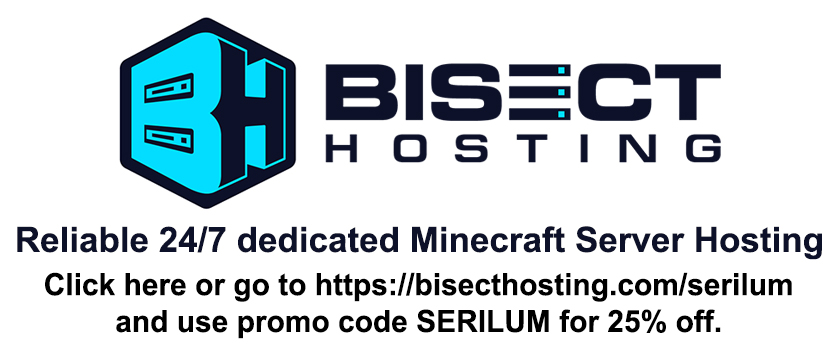 BH
BISECT
HOSTING
Reliable 24/7 dedicated Minecraft Server Hosting
Click here or go to https://bisecthosting.com/serilum
and use promo code SERILUM for 25% off.